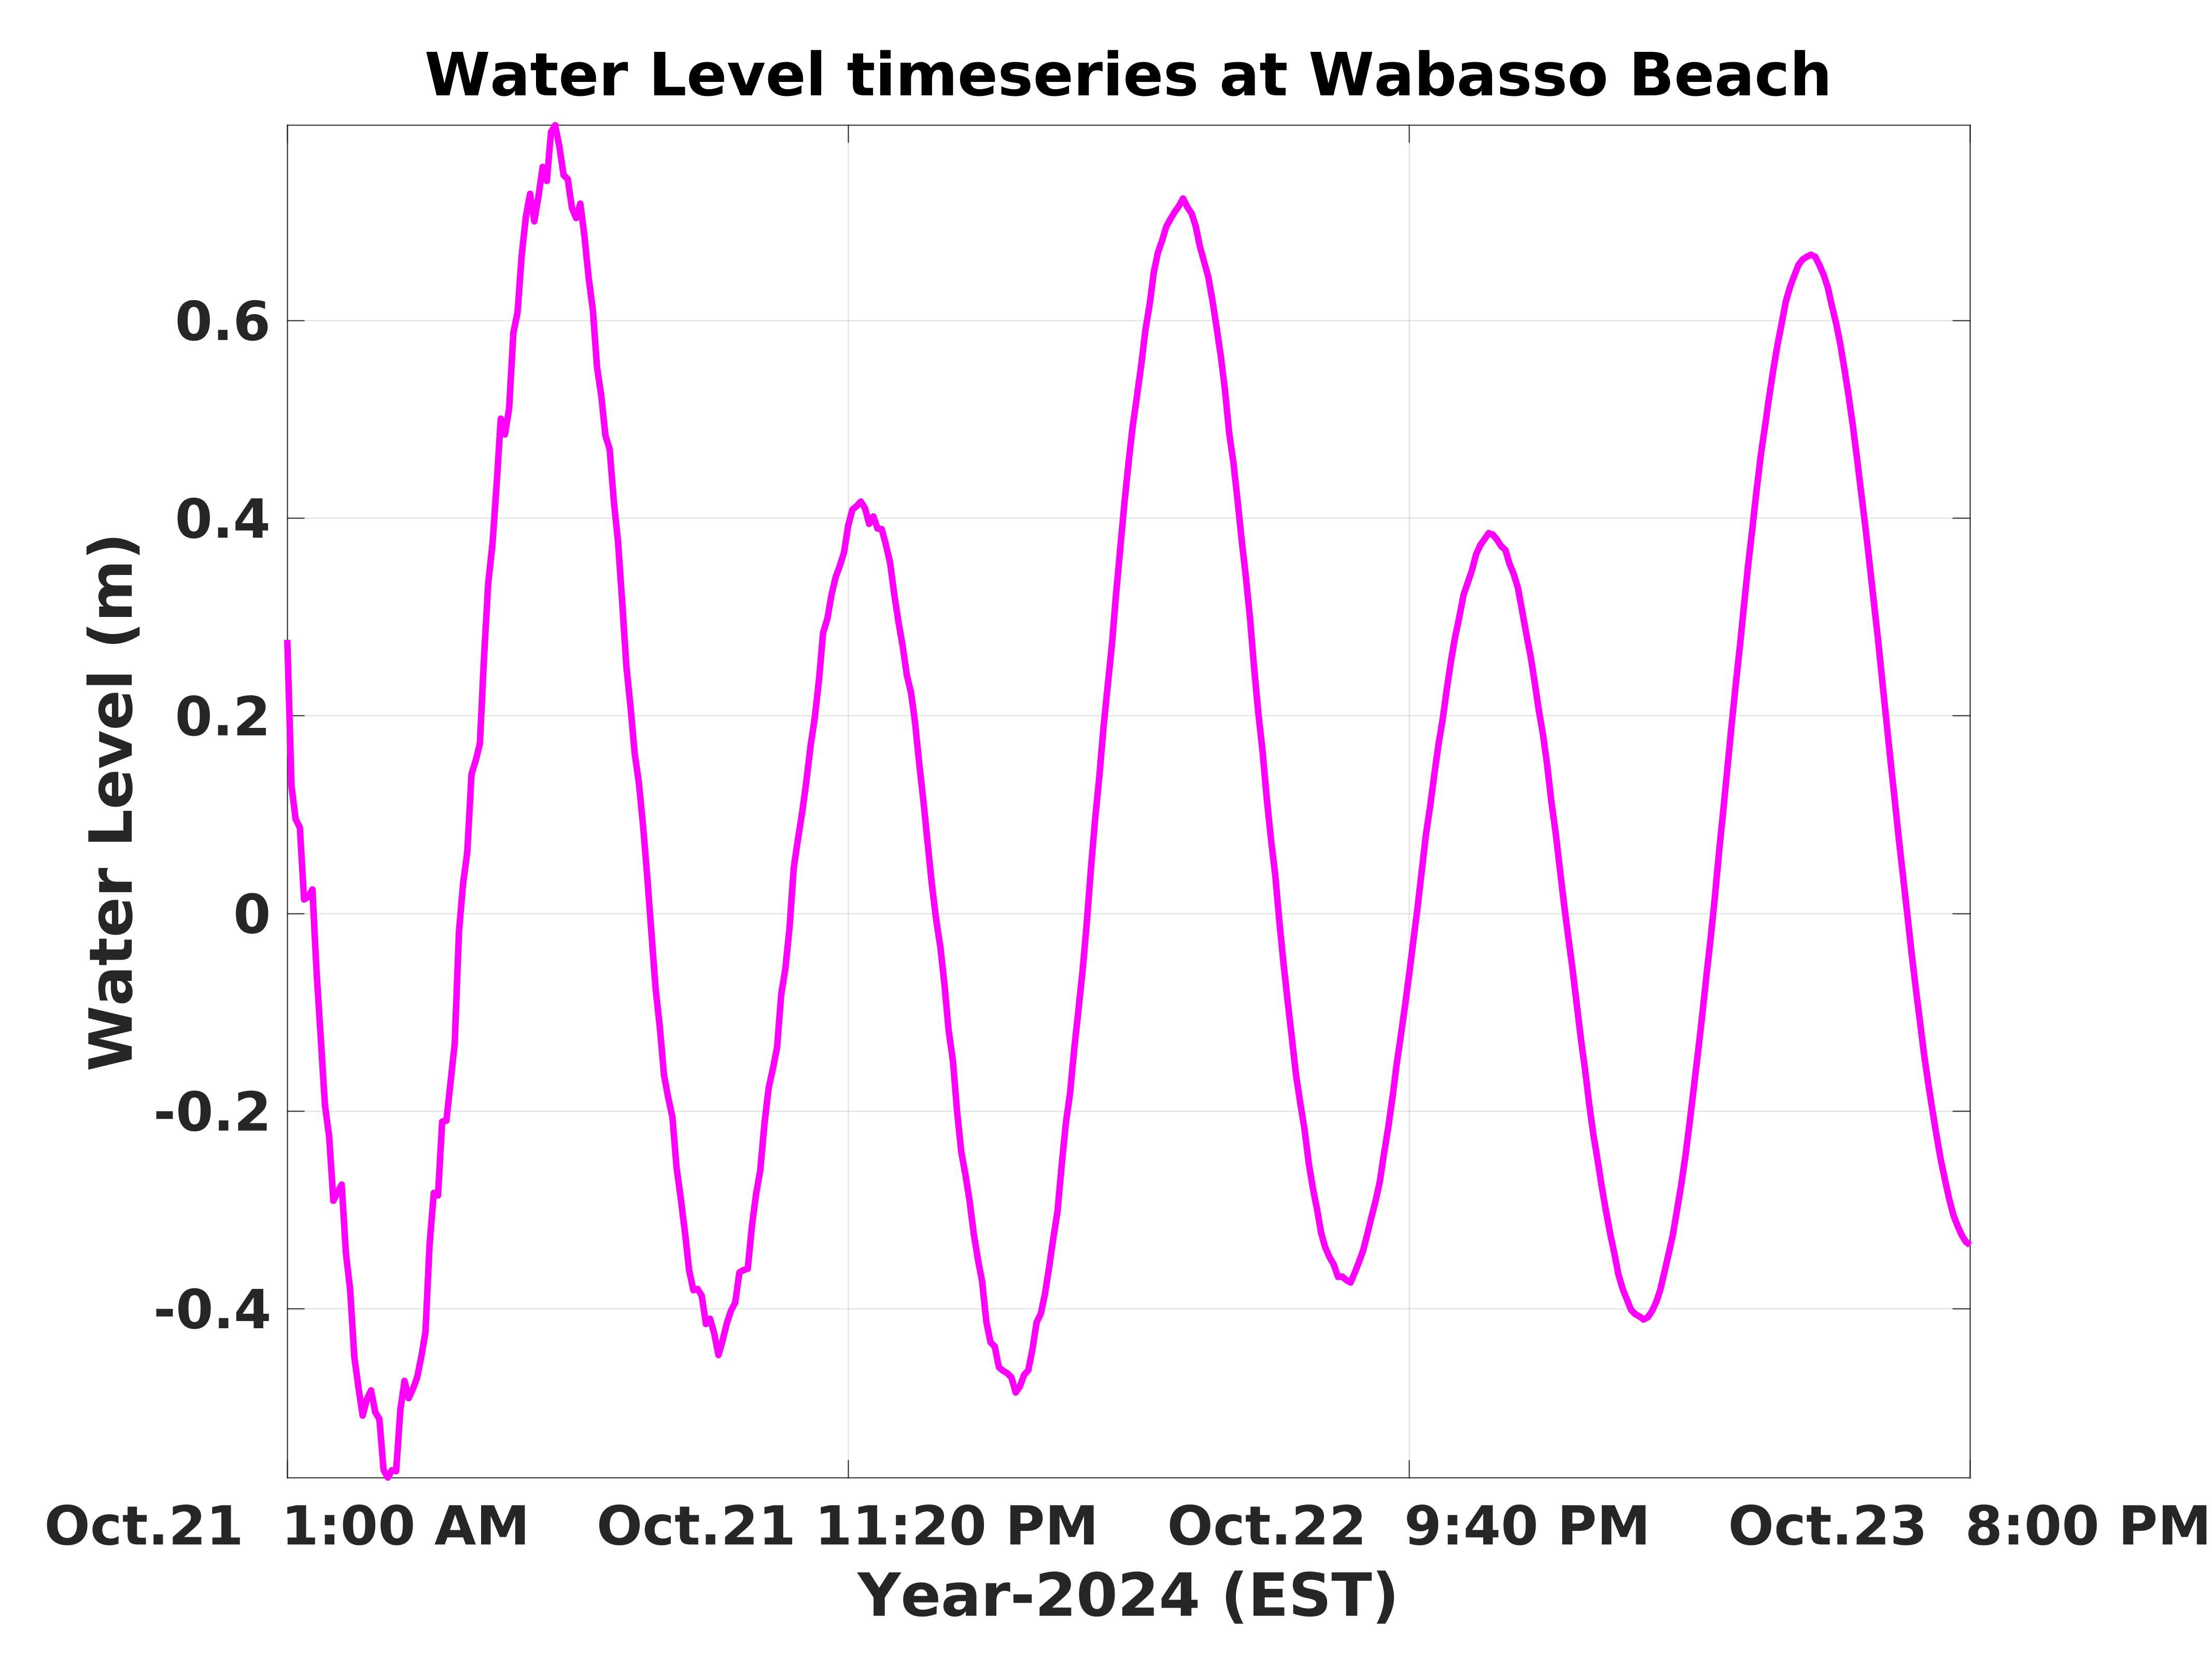 Water Level timeseries at Wabasso Beach
Water Level (m)
0.6
0.4
0.2
0
-0.2
-0.4
Oct.21 1:00 AM Oct.21 11:20 PM Oct.22 9:40 PM Oct.23 8:00 PM
Year-2024 (EST)